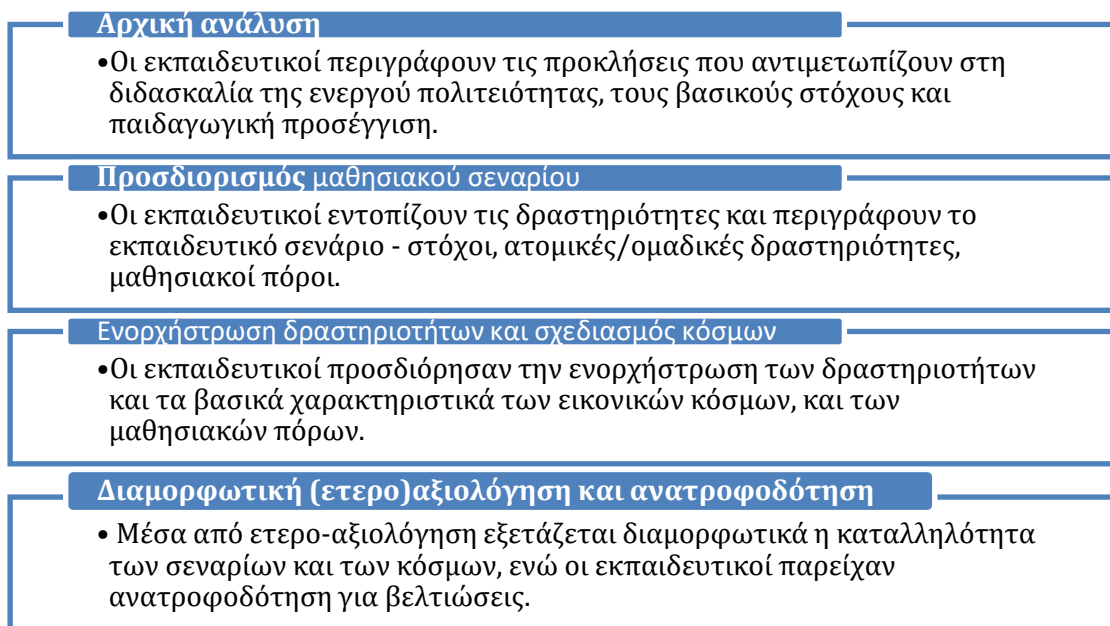 Αρχική ανάλυση
•Οι εκπαιδευτικοί περιγράφουν τις προκλήσεις που αντιμετωπίζουν στη
διδασκαλία της ενεργού πολιτειότητας, τους βασικούς στόχους και
παιδαγωγική προσέγγιση.
Προσδιορισμός μαθησιακού σεναρίου
•Οι εκπαιδευτικοί εντοπίζουν τις δραστηριότητες και περιγράφουν το
εκπαιδευτικό σενάριο - στόχοι, ατομικές/ομαδικές δραστηριότητες,
μαθησιακοί πόροι.
Ενορχήστρωση δραστηριοτήτων και σχεδιασμός κόσμων
•Οι εκπαιδευτικοί προσδιόρησαν την ενορχήστρωση των δραστηριοτήτων
και τα βασικά χαρακτηριστικά των εικονικών κόσμων, και των
μαθησιακών πόρων.
Διαμορφωτική (ετερο)αξιολόγηση και ανατροφοδότηση
• Μέσα από ετερο-αξιολόγηση εξετάζεται διαμορφωτικά η καταλληλότητα
των σεναρίων και των κόσμων, ενώ οι εκπαιδευτικοί παρείχαν
ανατροφοδότηση για βελτιώσεις.